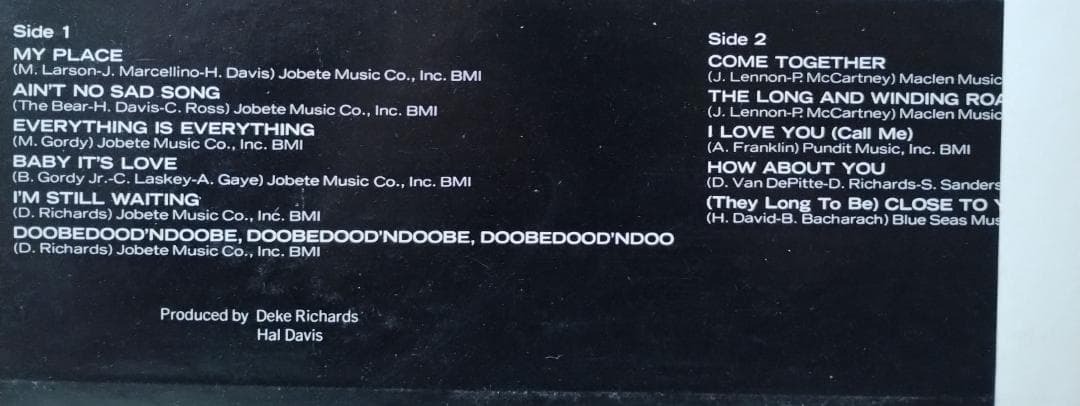 Side 1
MY PLACE
(M. Larson-J. Marcellino-H. Davis) Jobete Music Co., Inc. BMI
AIN'T NO SAD SONG
(The Bear-H. Davis-C. Ross) Jobete Music Co., Inc. BMI
EVERYTHING IS EVERYTHING
(M. Gordy) Jobete Music Co., Inc. BMI
BABY IT'S LOVE
(B. Gordy Jr.-C. Laskey-A. Gaye) Jobete Music Co., Inc. BMI
I'M STILL WAITING
(D. Richards) Jobete Music Co., Inc. BMI
DOOBEDOOD'NDOOBE, DOOBEDOOD'NDOOBE, DOOBEDOOD'NDOO
(D. Richards) Jobete Music Co., Inc. BMI
Produced by Deke Richards
Hal Davis
Side 2
COME TOGETHER
(J. Lennon-P. McCartney) Maclen Music
THE LONG AND WINDING ROA
(J. Lennon-P. McCartney) Maclen Music
I LOVE YOU (Call Me)
(A. Franklin) Pundit Music, Inc. BMI
HOW ABOUT YOU
(D. Van DePitte-D. Richards-S. Sanders
(They Long To Be) CLOSE TO Y
(H. David-B. Bacharach) Blue Seas Mus